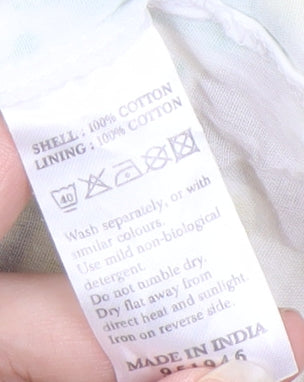 SHELL : 100% COTTON
LINING : 100% COTTON
40
Wash separately, or with
similar colours.
Use mild non-biological
detergent.
Do not tumble dry.
Dry flat away from
direct heat and sunlight.
Iron on reverse side.
MADE IN INDIA
951946